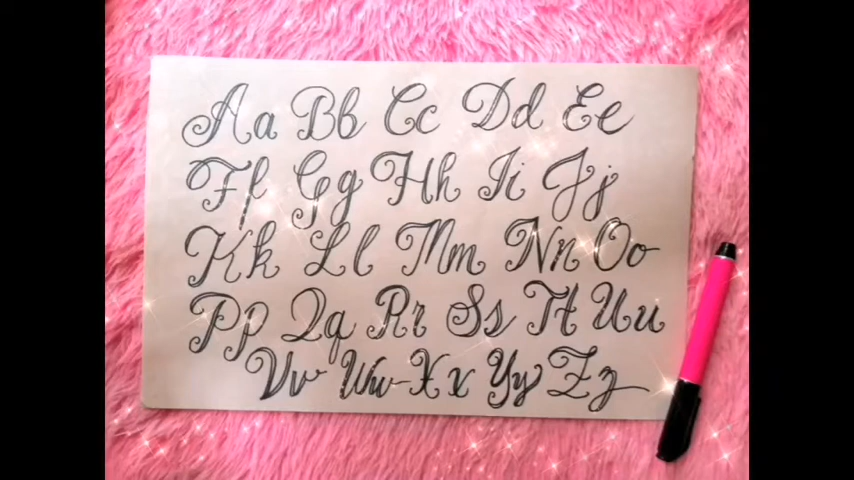 Aa Bb Cc Dd Ee
Ff Gg Hh Ii Jj
Kk Ll Mm Nn Oo
Pp Qq Rr Ss Tt Uu
Vv Ww Xx Yy Zz